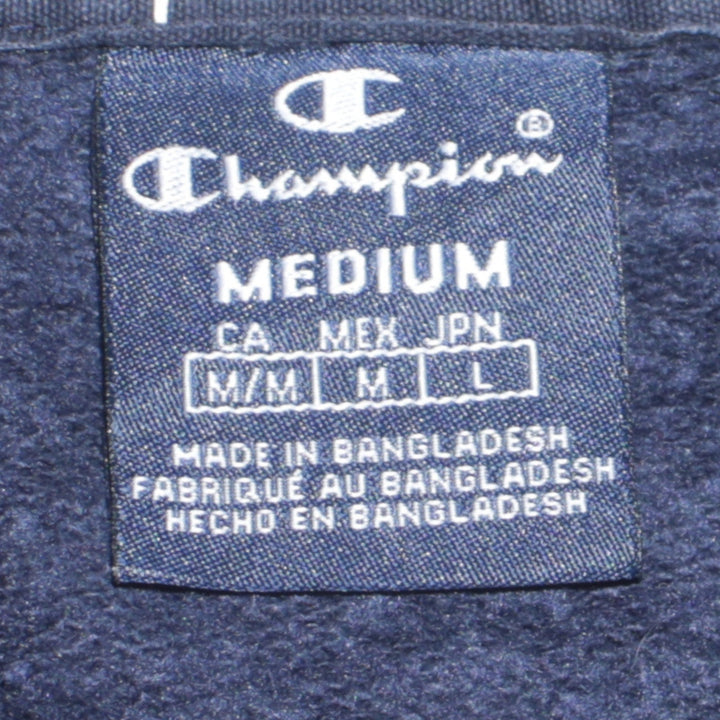 Champion®
MEDIUM
CA MEX JPN
M/M M L
MADE IN BANGLADESH
FABRIQUÉ AU BANGLADESH
HECHO EN BANGLADESH